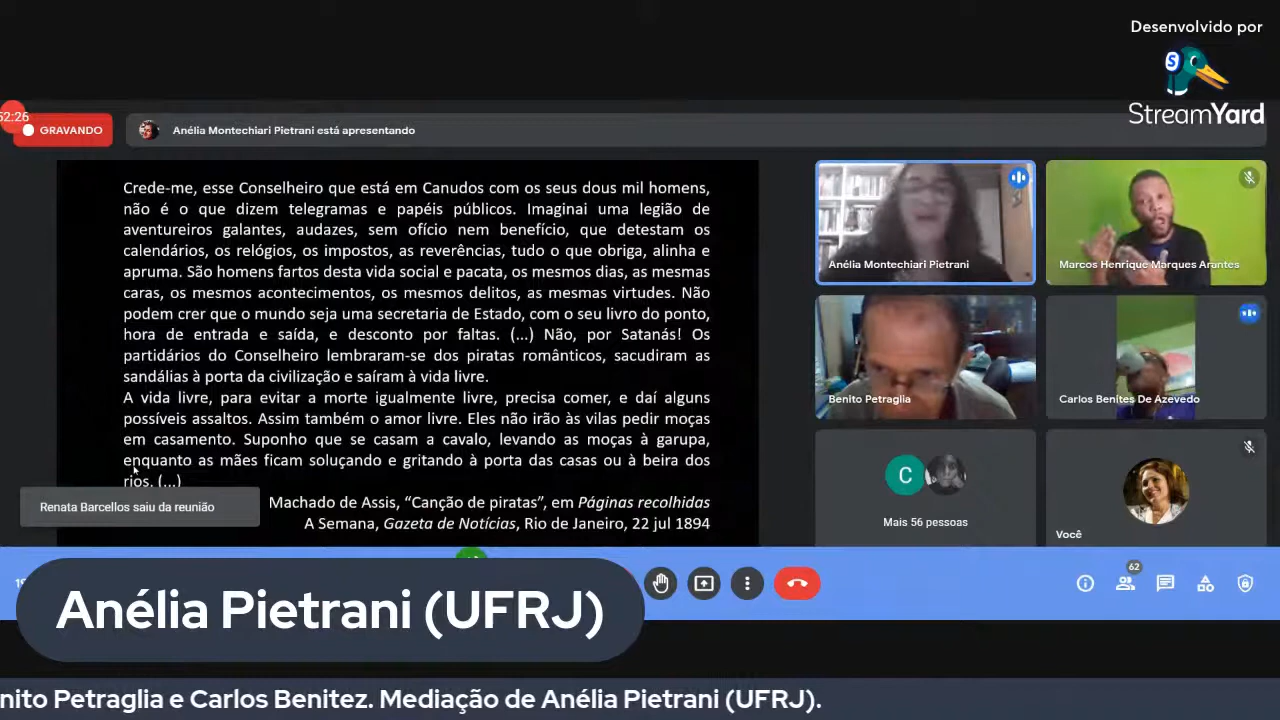 Desenvolvido por
S
StreamYard
52:26
GRAVANDO
Anélia Montechiari Pietrani está apresentando
Crede-me, esse Conselheiro que está em Canudos com os seus dous mil homens,
não é o que dizem telegramas e papéis públicos. Imaginai uma legião de
aventureiros galantes, audazes, sem ofício nem benefício, que detestam os
calendários, os relógios, os impostos, as reverências, tudo o que obriga, alinha e
apruma. São homens fartos desta vida social e pacata, os mesmos dias, as mesmas
caras, os mesmos acontecimentos, os mesmos delitos, as mesmas virtudes. Não
podem crer que o mundo seja uma secretaria de Estado, com o seu livro do ponto,
hora de entrada e saída, e desconto por faltas. (...) Não, por Satanás! Os
partidários do Conselheiro lembraram-se dos piratas românticos, sacudiram as
sandálias à porta da civilização e saíram à vida livre.
A vida livre, para evitar a morte igualmente livre, precisa comer, e daí alguns
possíveis assaltos. Assim também o amor livre. Eles não irão às vilas pedir moças
em casamento. Suponho que se casam a cavalo, levando as moças à garupa,
enquanto as mães ficam soluçando e gritando à porta das casas ou à beira dos
rios. (...)
Machado de Assis, “Canção de piratas”, em Páginas recolhidas
A Semana, Gazeta de Notícias, Rio de Janeiro, 22 jul 1894
Renata Barcellos saiu da reunião
Anélia Montechiari Pietrani
Marcos Henrique Marques Arantes
Benito Petraglia
Carlos Benites De Azevedo
C
Mais 56 pessoas
Você
62
Anélia Pietrani (UFRJ)
nito Petraglia e Carlos Benitez. Mediação de Anélia Pietrani (UFRJ).